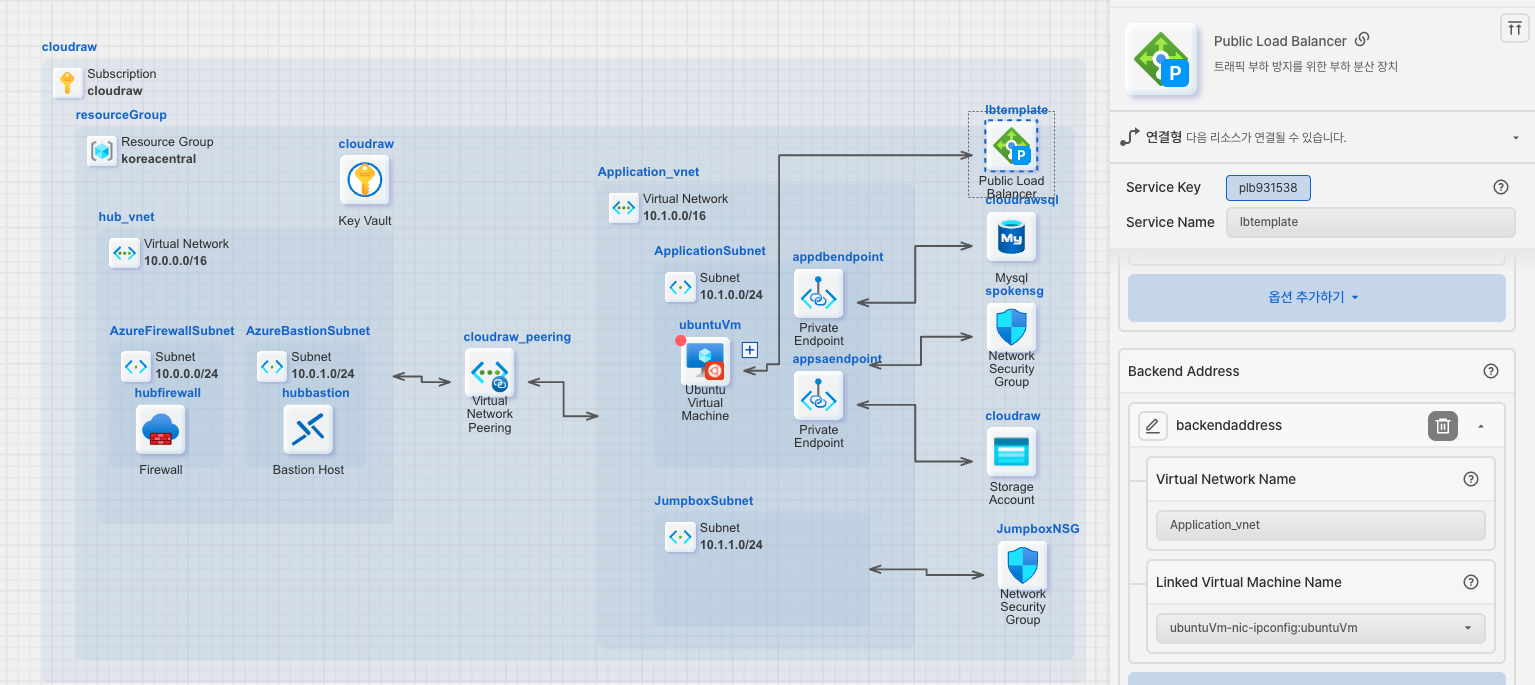 cloudraw
Subscription
cloudraw
resourceGroup
Resource Group
koreacentral
cloudraw
Key Vault
hub_vnet
Virtual Network
10.0.0.0/16
AzureFirewallSubnet
Subnet
10.0.0.0/24
hubfirewall
Firewall
AzureBastionSubnet
Subnet
10.0.1.0/24
hubbastion
Bastion Host
cloudraw_peering
Virtual
Network
Peering
Application_vnet
Virtual Network
10.1.0.0/16
ApplicationSubnet
Subnet
10.1.0.0/24
ubuntuVm
Ubuntu
Virtual
Machine
appdbendpoint
Private
Endpoint
appsaendpoint
Private
Endpoint
JumpboxSubnet
Subnet
10.1.1.0/24
lbtemplate
P
Public Load
Balancer
cloudrawsql
My
Mysql
spokensg
Network
Security
Group
cloudraw
Storage
Account
JumpboxNSG
Network
Security
Group
P
Public Load Balancer
트래픽 부하 방지를 위한 부하 분산 장치
연결형 다음 리소스가 연결될 수 있습니다.
Service Key
plb931538
Service Name
lbtemplate
옵션 추가하기
Backend Address
backendaddress
Virtual Network Name
Application_vnet
Linked Virtual Machine Name
ubuntuVm-nic-ipconfig:ubuntuVm